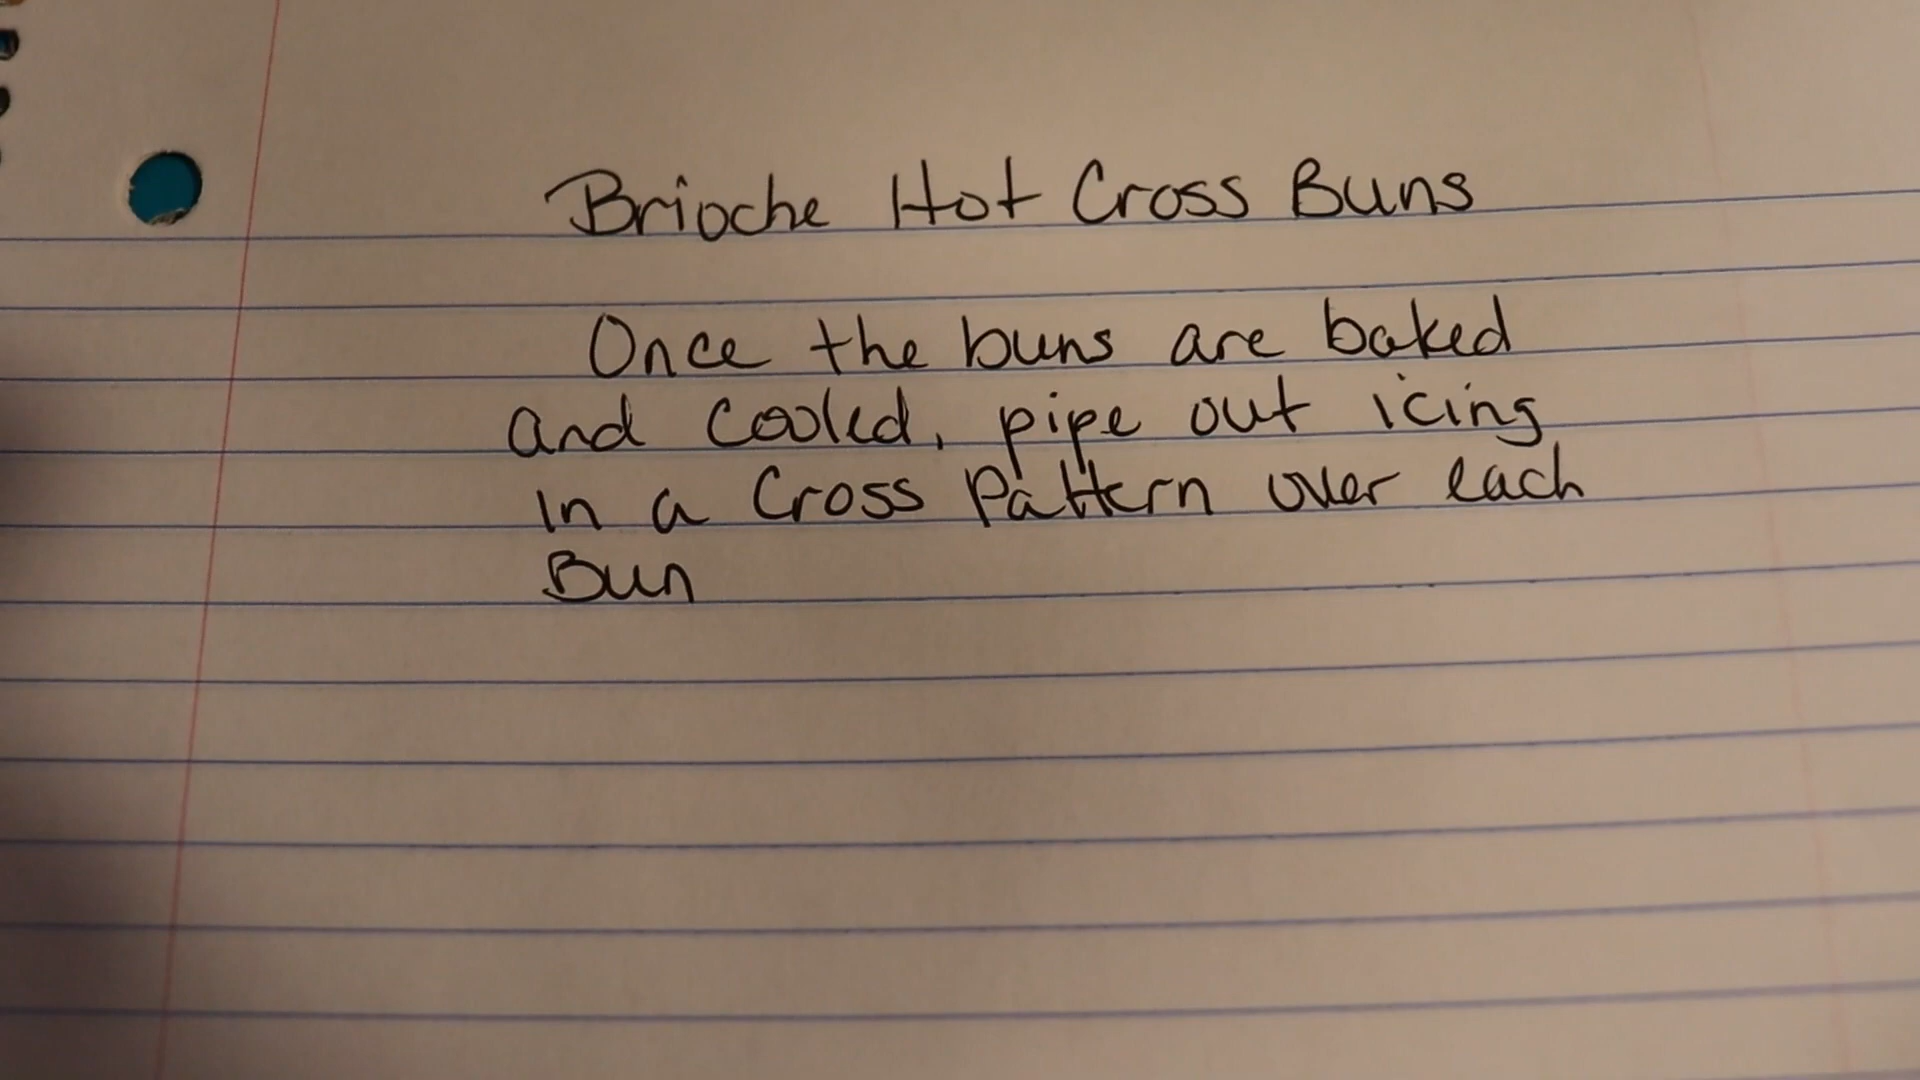 Brioche Hot Cross Buns
Once the buns are baked
and cooled, pipe out icing
in a Cross Pattern over each
Bun